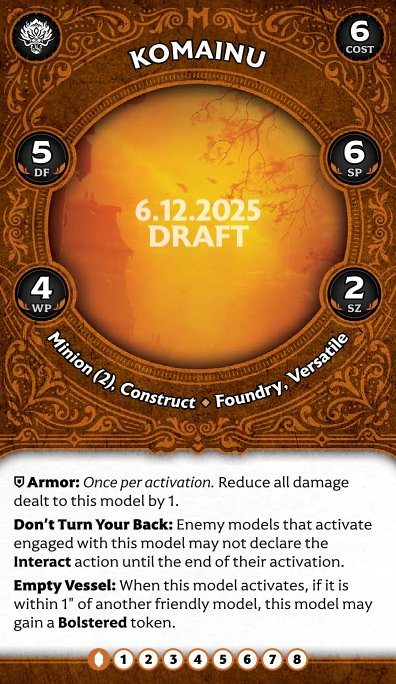 M
6
COST
KOMAINU
5
DF
6
SP
6.12.2025
DRAFT
4
WP
2
SZ
Minion (2), Construct ◆ Foundry, Versatile
Armor: Once per activation. Reduce all damage
dealt to this model by 1.
Don't Turn Your Back: Enemy models that activate
engaged with this model may not declare the
Interact action until the end of their activation.
Empty Vessel: When this model activates, if it is
within 1" of another friendly model, this model may
gain a Bolstered token.
1 2 3 4 5 6 7 8